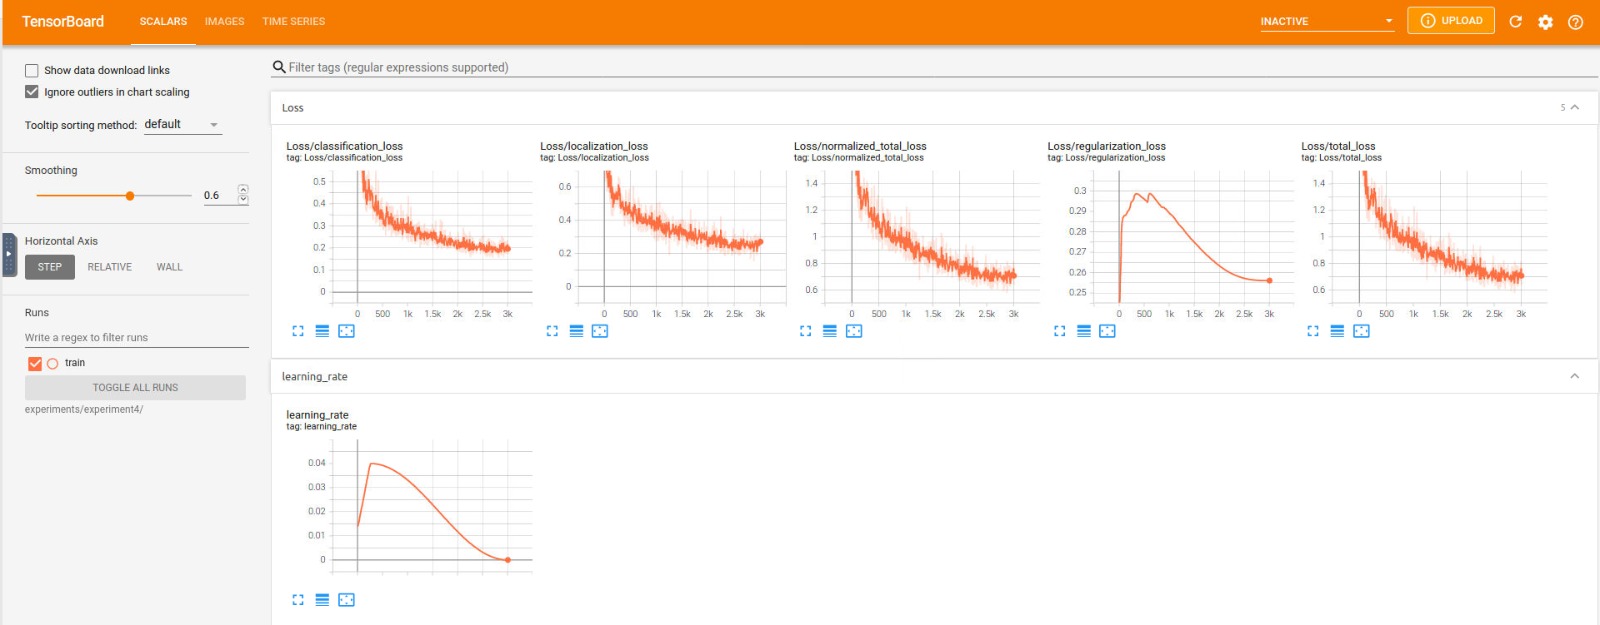 TensorBoard SCALARS IMAGES TIME SERIES INACTIVE UPLOAD
Show data download links
Ignore outliers in chart scaling
Tooltip sorting method: default
Smoothing
0.6
Horizontal Axis
STEP RELATIVE WALL
Runs
Write a regex to filter runs
train
TOGGLE ALL RUNS
experiments/experiment4/
Filter tags (regular expressions supported)
Loss 5
Loss/classification_loss
tag: Loss/classification_loss
0.5
0.4
0.3
0.2
0.1
0
0 500 1k 1.5k 2k 2.5k 3k
Loss/localization_loss
tag: Loss/localization_loss
0.6
0.4
0.2
0
0 500 1k 1.5k 2k 2.5k 3k
Loss/normalized_total_loss
tag: Loss/normalized_total_loss
1.4
1.2
1
0.8
0.6
0 500 1k 1.5k 2k 2.5k 3k
Loss/regularization_loss
tag: Loss/regularization_loss
0.3
0.29
0.28
0.27
0.26
0.25
0 500 1k 1.5k 2k 2.5k 3k
Loss/total_loss
tag: Loss/total_loss
1.4
1.2
1
0.8
0.6
0 500 1k 1.5k 2k 2.5k 3k
learning_rate
learning_rate
tag: learning_rate
0.04
0.03
0.02
0.01
0